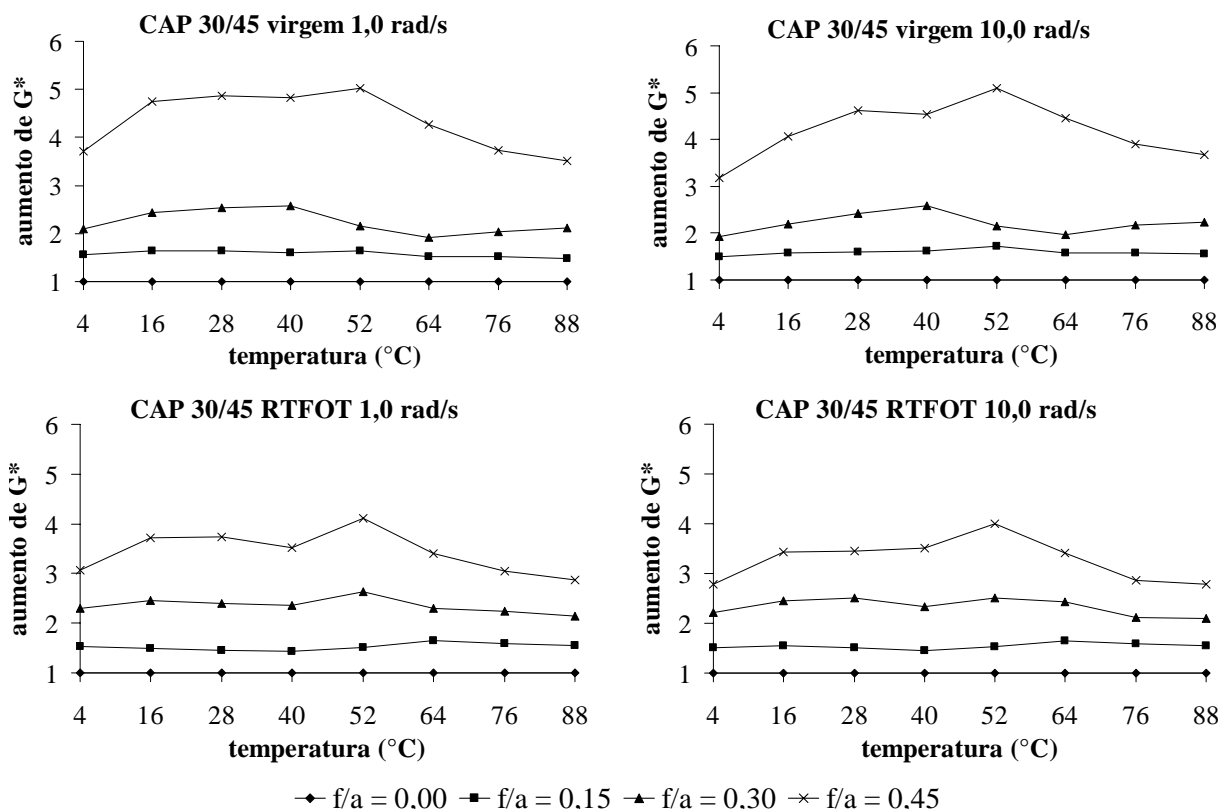 CAP 30/45 virgem 1,0 rad/s
6
5
4
3
2
1
aumento de G*
4 16 28 40 52 64 76 88
temperatura (°C)
CAP 30/45 virgem 10,0 rad/s
6
5
4
3
2
1
aumento de G*
4 16 28 40 52 64 76 88
temperatura (°C)
CAP 30/45 RTFOT 1,0 rad/s
6
5
4
3
2
1
aumento de G*
4 16 28 40 52 64 76 88
temperatura (°C)
CAP 30/45 RTFOT 10,0 rad/s
6
5
4
3
2
1
aumento de G*
4 16 28 40 52 64 76 88
temperatura (°C)
f/a = 0,00 f/a = 0,15 f/a = 0,30 f/a = 0,45